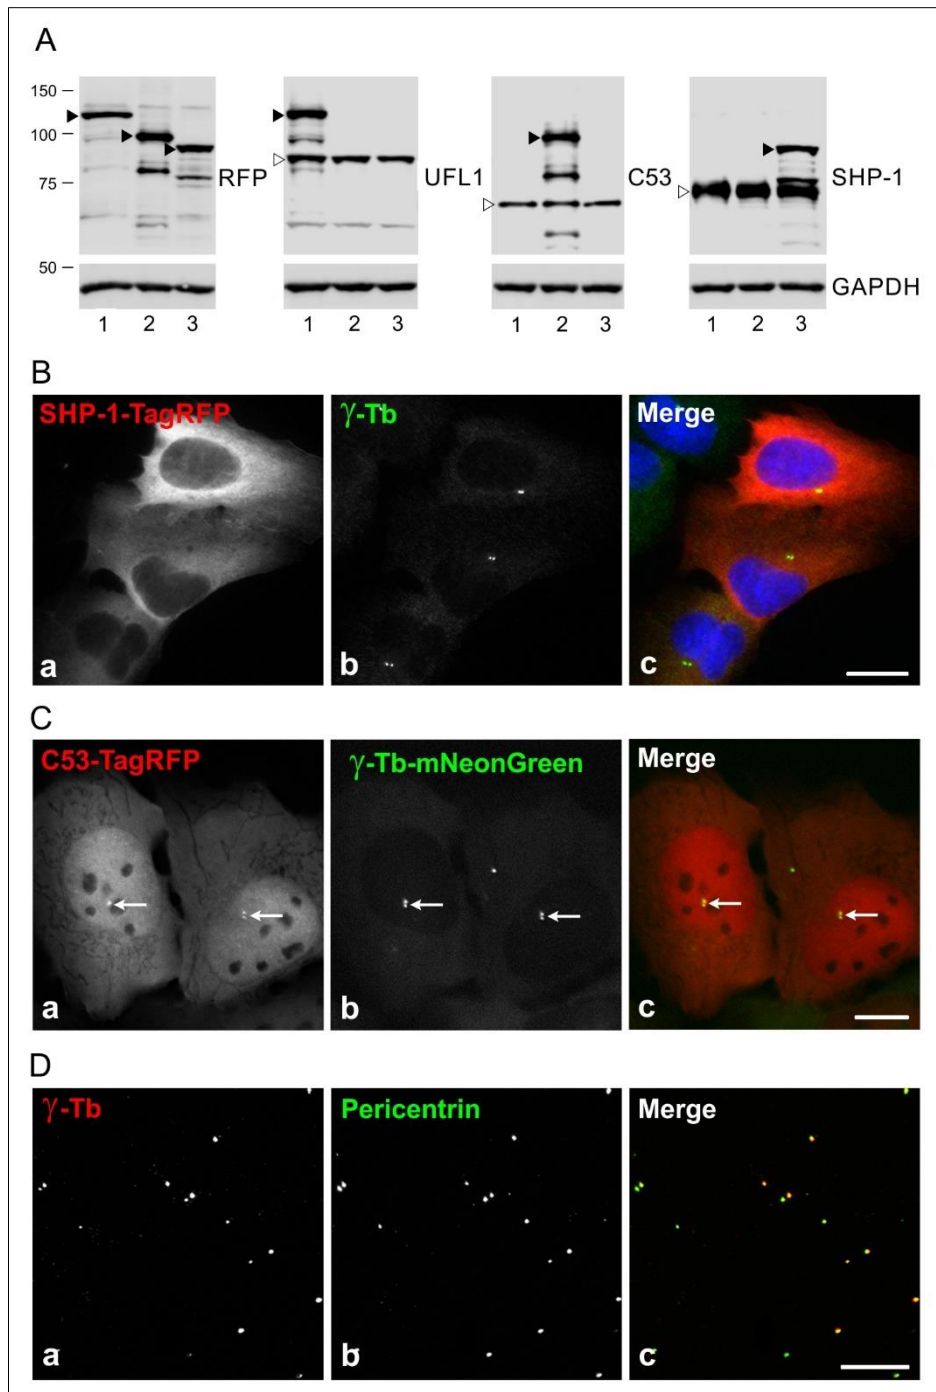 A
150
100
75
50
RFP
UFL1
C53
SHP-1
GAPDH
1 2 3
1 2 3
1 2 3
1 2 3
B
SHP-1-TagRFP
γ-Tb
Merge
a
b
c
C
C53-TagRFP
γ-Tb-mNeonGreen
Merge
a
b
c
D
γ-Tb
Pericentrin
Merge
a
b
c